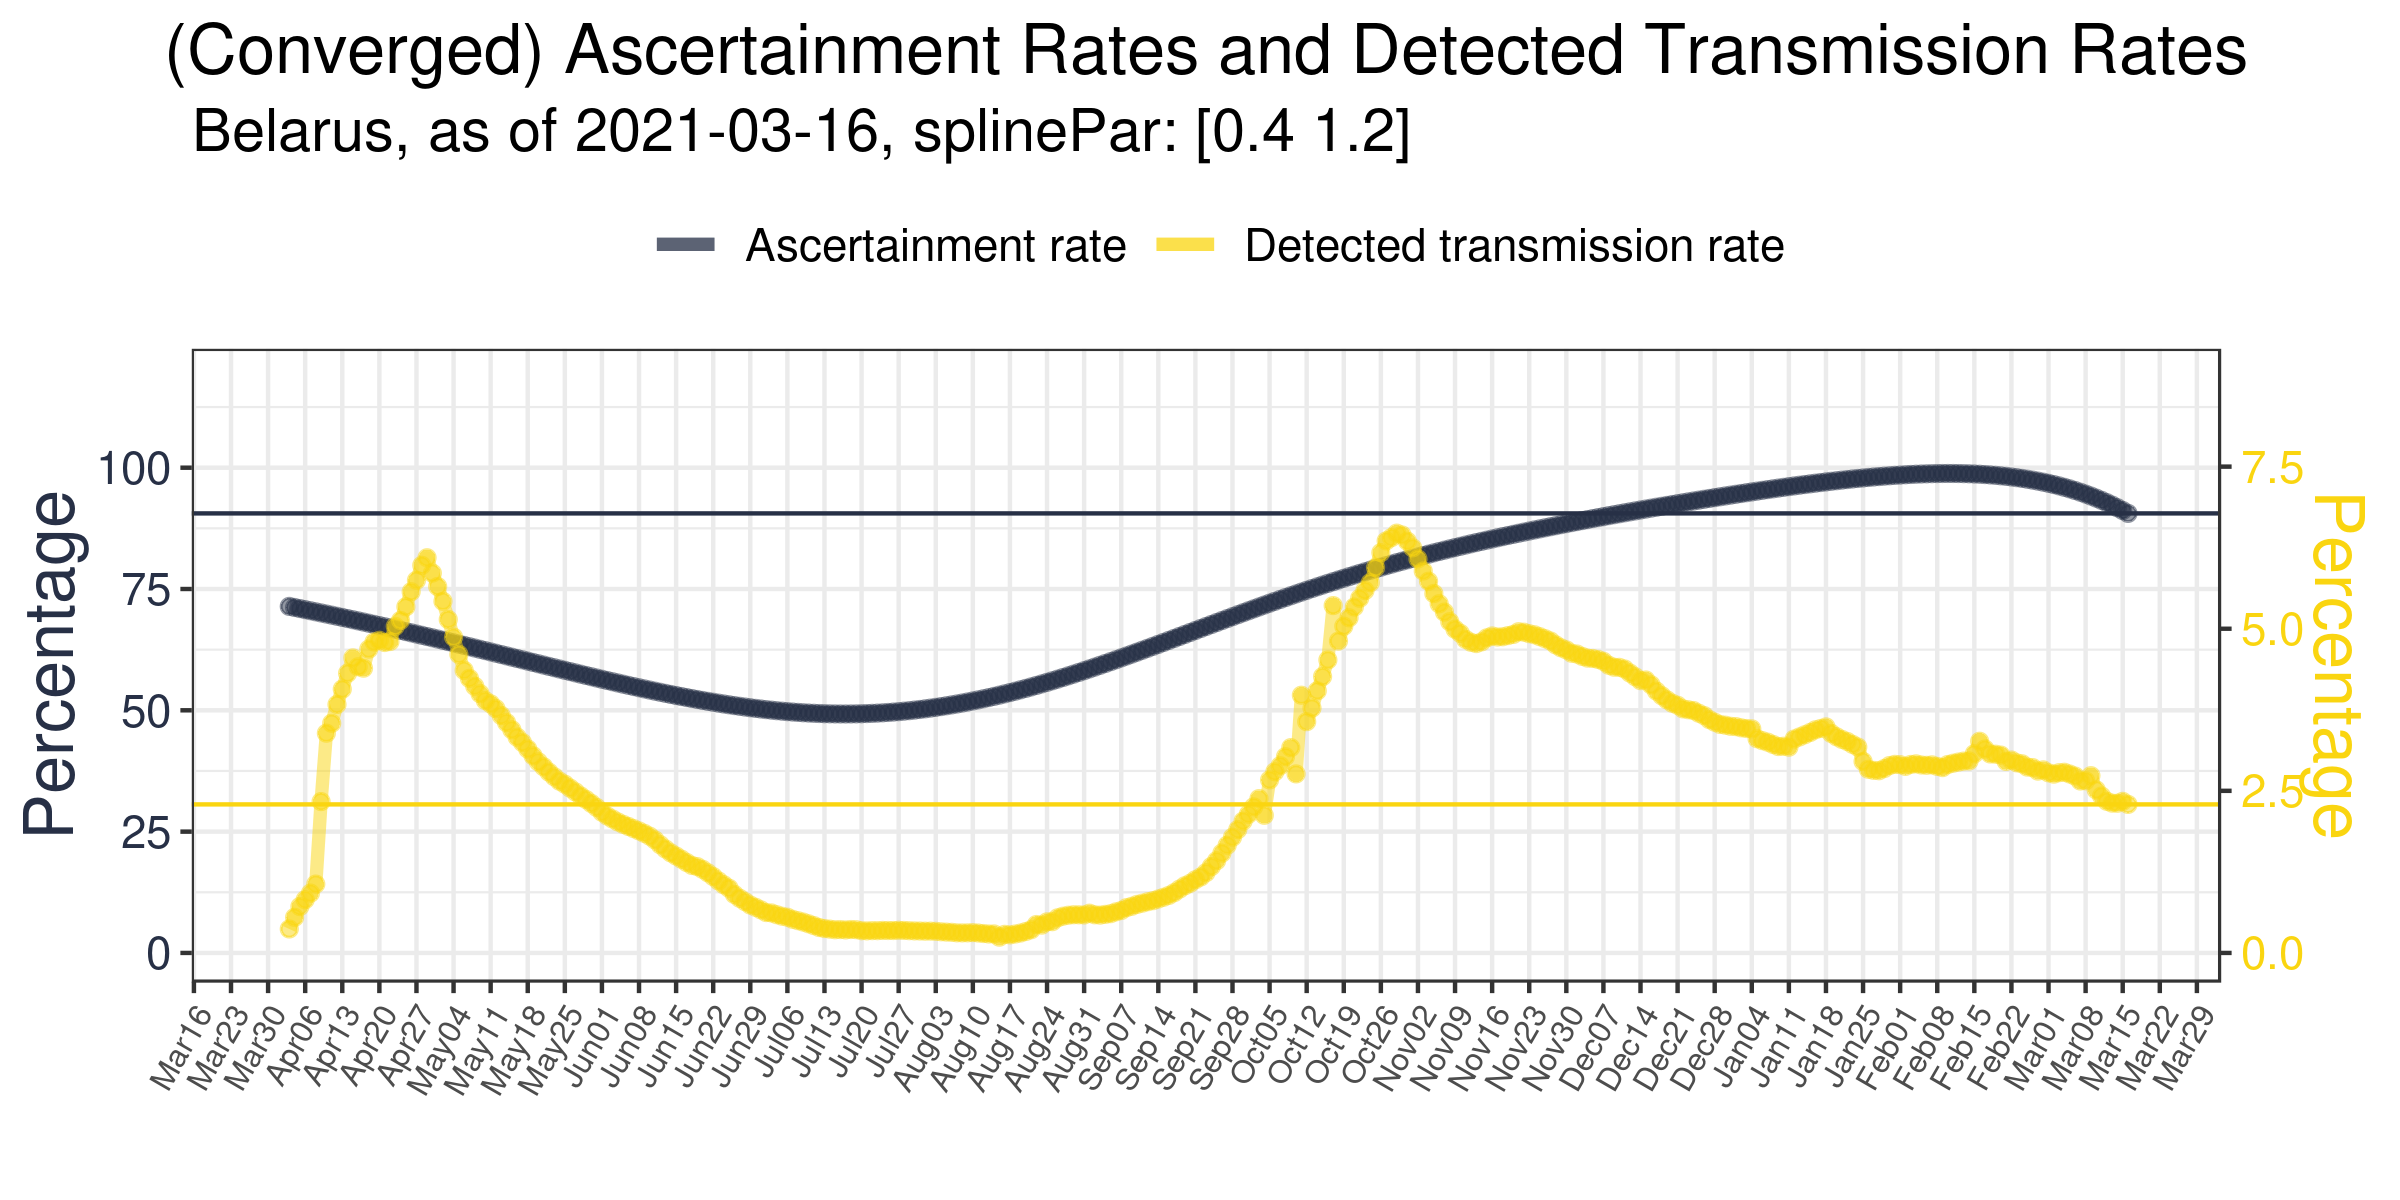 (Converged) Ascertainment Rates and Detected Transmission Rates
Belarus, as of 2021-03-16, splinePar: [0.4 1.2]
Ascertainment rate
Detected transmission rate
Percentage
100
75
50
25
0
7.5
5.0
2.5
0.0
Percentage
Mar16
Mar23
Mar30
Apr06
Apr13
Apr20
Apr27
May04
May11
May18
May25
Jun01
Jun08
Jun15
Jun22
Jun29
Jul06
Jul13
Jul20
Jul27
Aug03
Aug10
Aug17
Aug24
Aug31
Sep07
Sep14
Sep21
Sep28
Oct05
Oct12
Oct19
Oct26
Nov02
Nov09
Nov16
Nov23
Nov30
Dec07
Dec14
Dec21
Dec28
Jan04
Jan11
Jan18
Jan25
Feb01
Feb08
Feb15
Feb22
Mar01
Mar08
Mar15
Mar22
Mar29